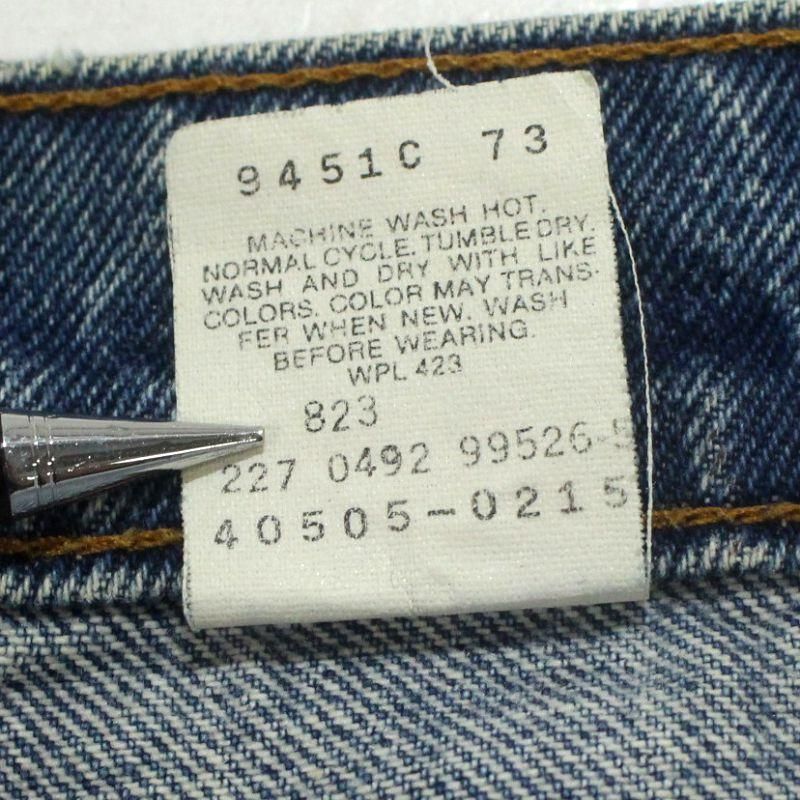 9451C 73
MACHINE WASH HOT.
NORMAL CYCLE. TUMBLE DRY.
WASH AND DRY WITH LIKE
COLORS. COLOR MAY TRANS-
FER WHEN NEW. WASH
BEFORE WEARING.
WPL 423
823
227 0492 99526-5
40505-0215